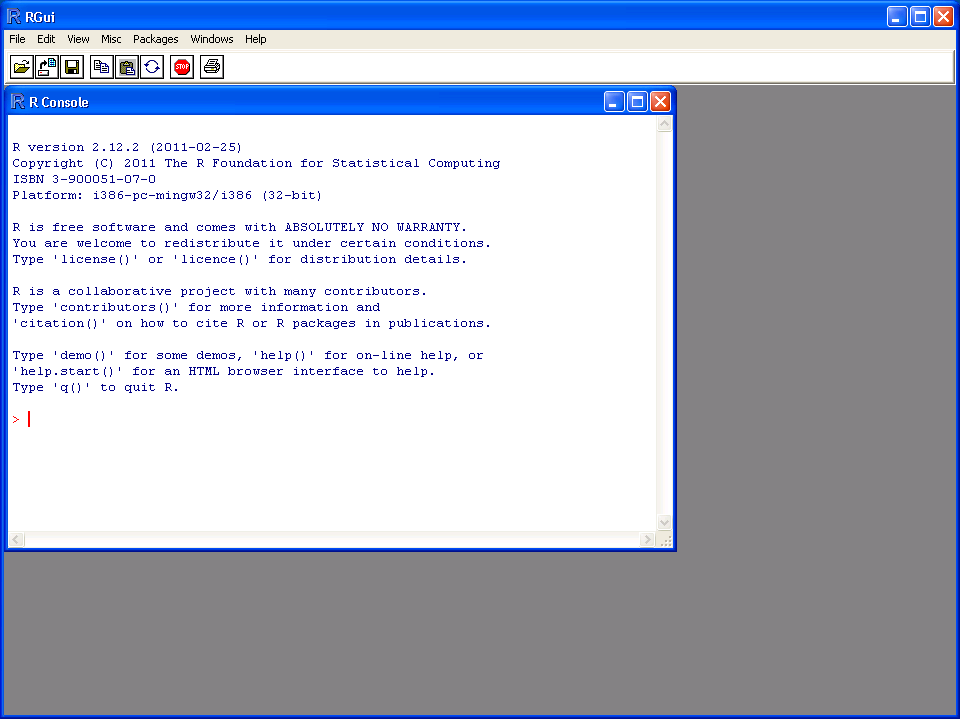 R RGui
File Edit View Misc Packages Windows Help
STOP
R R Console
R version 2.12.2 (2011-02-25)
Copyright (C) 2011 The R Foundation for Statistical Computing
ISBN 3-900051-07-0
Platform: i386-pc-mingw32/i386 (32-bit)
R is free software and comes with ABSOLUTELY NO WARRANTY.
You are welcome to redistribute it under certain conditions.
Type 'license()' or 'licence()' for distribution details.
R is a collaborative project with many contributors.
Type 'contributors()' for more information and
'citation()' on how to cite R or R packages in publications.
Type 'demo()' for some demos, 'help()' for on-line help, or
'help.start()' for an HTML browser interface to help.
Type 'q()' to quit R.
>